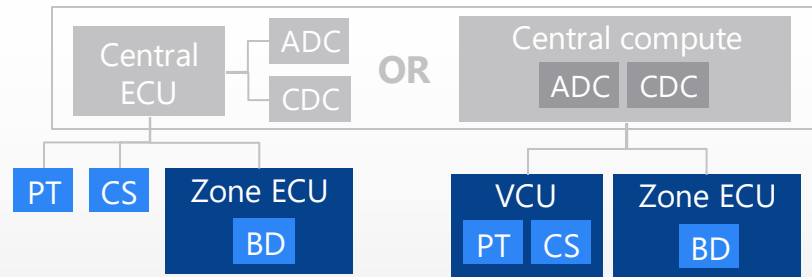 Central
ECU
ADC
CDC
OR
Central compute
ADC CDC
PT
CS
Zone ECU
BD
VCU
PT CS
Zone ECU
BD